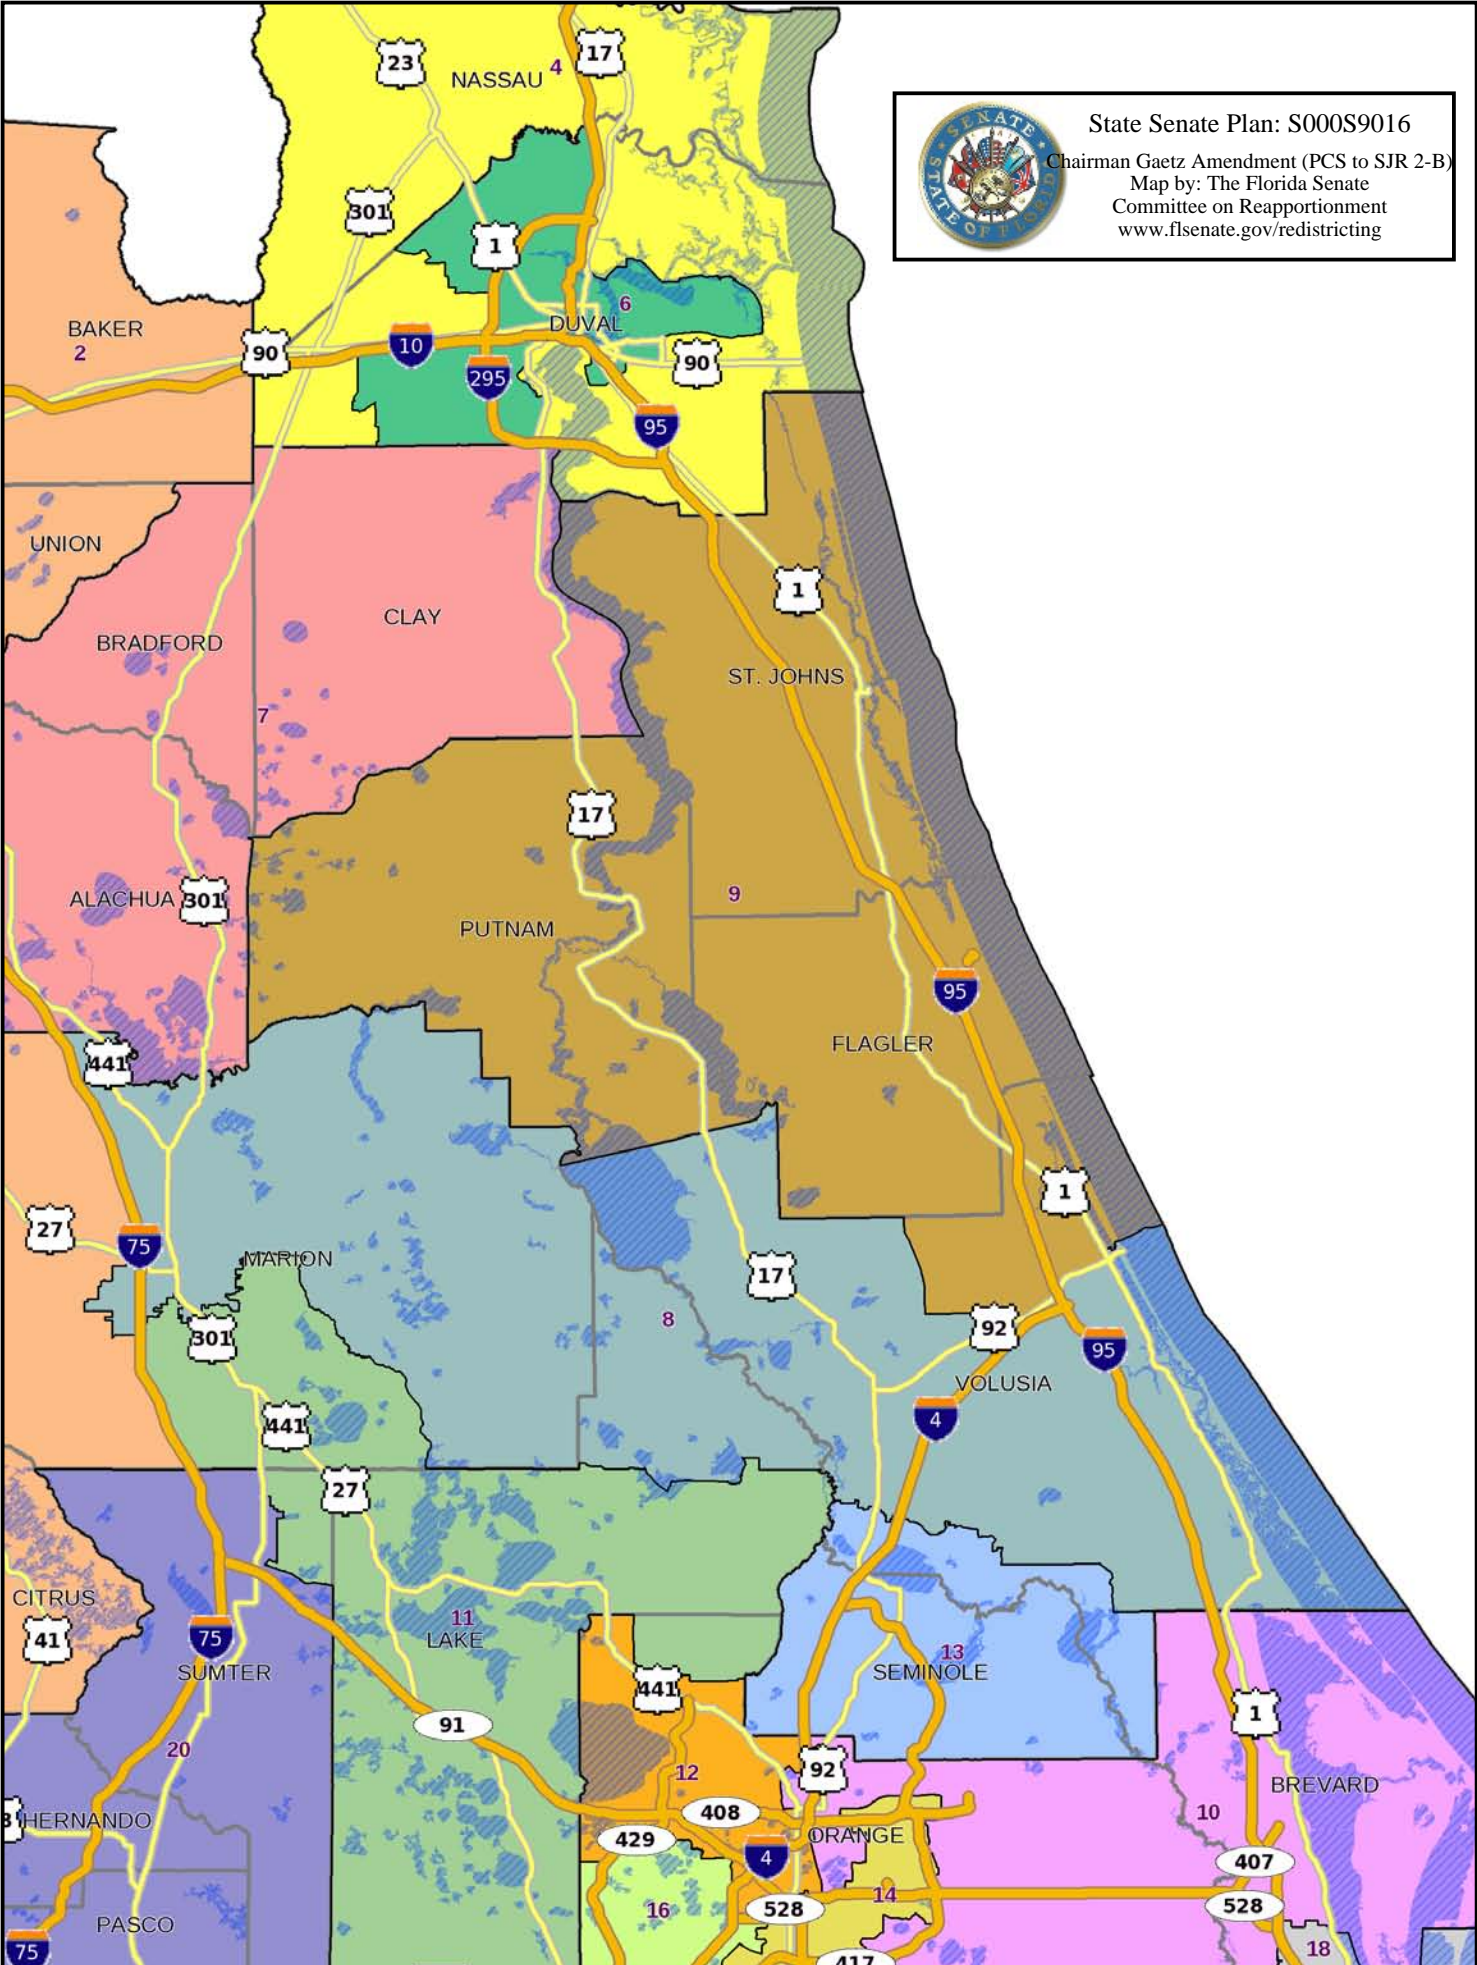 23
17
NASSAU 4
SENATE
STATE OF FLORIDA
State Senate Plan: S000S9016
Chairman Gaetz Amendment (PCS to SJR 2-B)
Map by: The Florida Senate
Committee on Reapportionment
www.flsenate.gov/redistricting
301
1
6
BAKER
2
DUVAL
90
10
90
295
95
UNION
1
CLAY
BRADFORD
ST. JOHNS
7
17
9
ALACHUA 301
PUTNAM
95
FLAGLER
441
1
27
75
MARION
17
8
301
92
95
VOLUSIA
4
441
27
CITRUS
11
LAKE
41
75
13
SEMINOLE
SUMTER
441
91
1
20
12
92
BREVARD
10
HERNANDO
408
ORANGE
429
4
407
14
528
16
528
PASCO
75
417
18